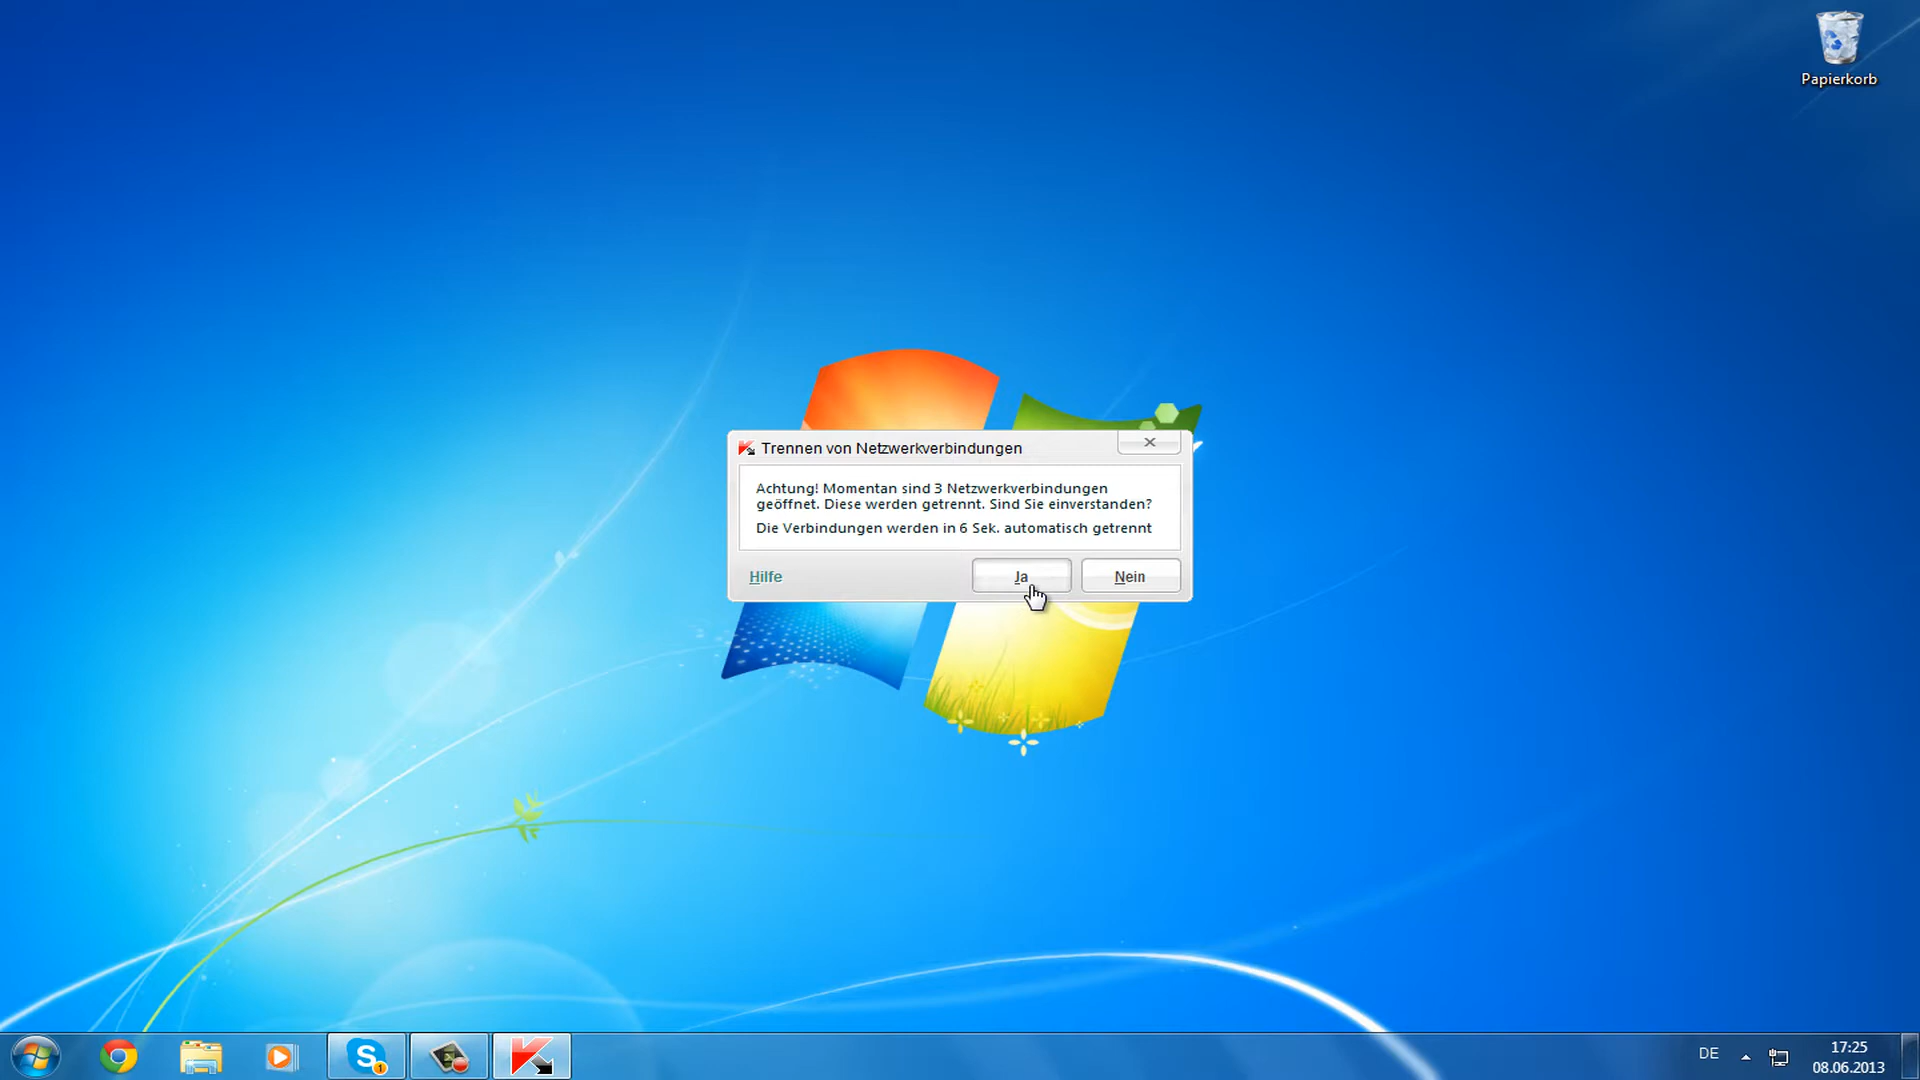 Papierkorb
Trennen von Netzwerkverbindungen
Achtung! Momentan sind 3 Netzwerkverbindungen
geöffnet. Diese werden getrennt. Sind Sie einverstanden?
Die Verbindungen werden in 6 Sek. automatisch getrennt
Hilfe
Ja
Nein
S
1
DE
17:25
08.06.2013